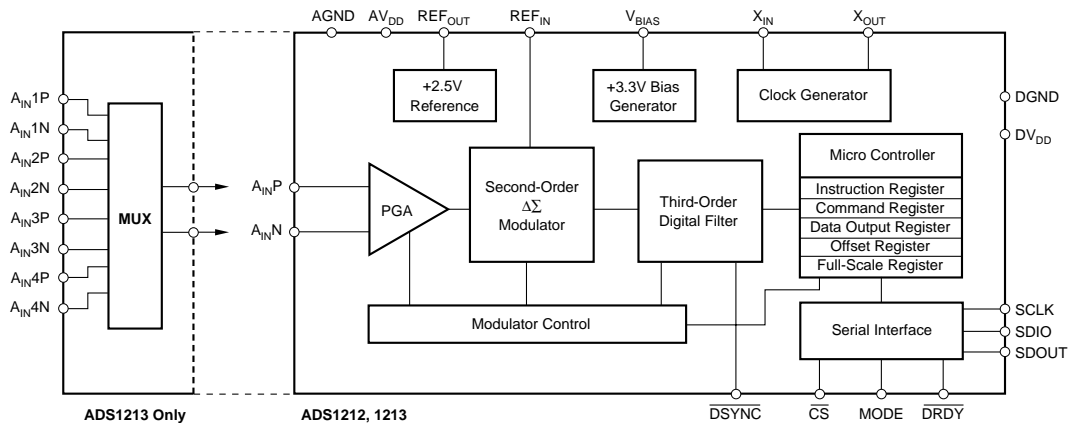 AGND
AVDD
REFOUT
REFIN
VBIAS
XIN
XOUT
+2.5V
Reference
+3.3V Bias
Generator
Clock Generator
DGND
DVDD
AIN1P
AIN1N
AIN2P
AIN2N
AIN3P
AIN3N
AIN4P
AIN4N
MUX
AINP
AINN
PGA
Second-Order
ΔΣ
Modulator
Third-Order
Digital Filter
Micro Controller
Instruction Register
Command Register
Data Output Register
Offset Register
Full-Scale Register
Modulator Control
Serial Interface
SCLK
SDIO
SDOUT
ADS1213 Only
ADS1212, 1213
DSYNC
CS
MODE
DRDY